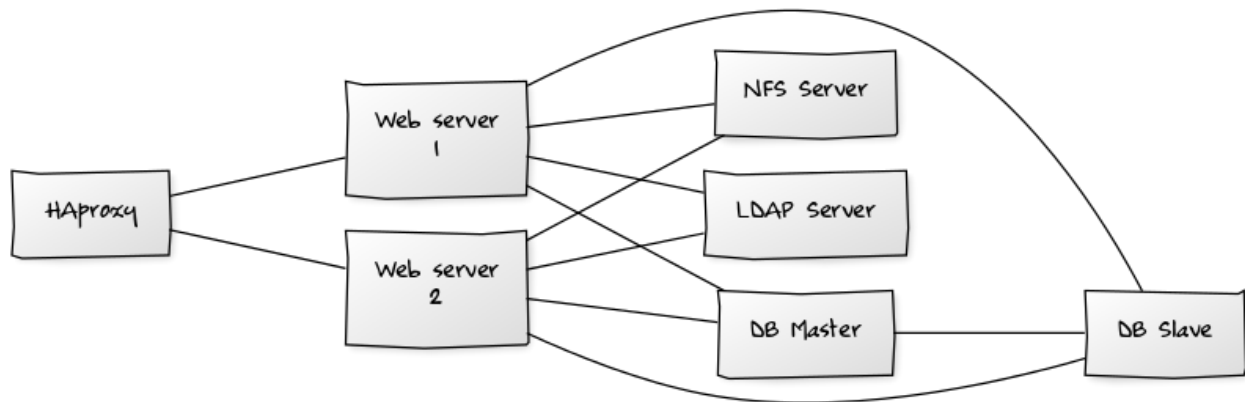 HAproxy
Web server
1
Web server
2
NFS Server
LDAP Server
DB Master
DB Slave